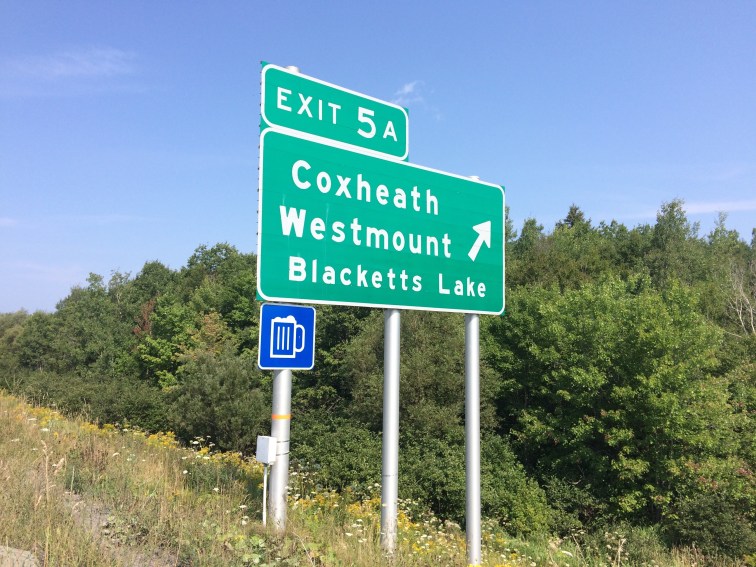 EXIT 5A
Coxheath
Westmount
Blacketts Lake